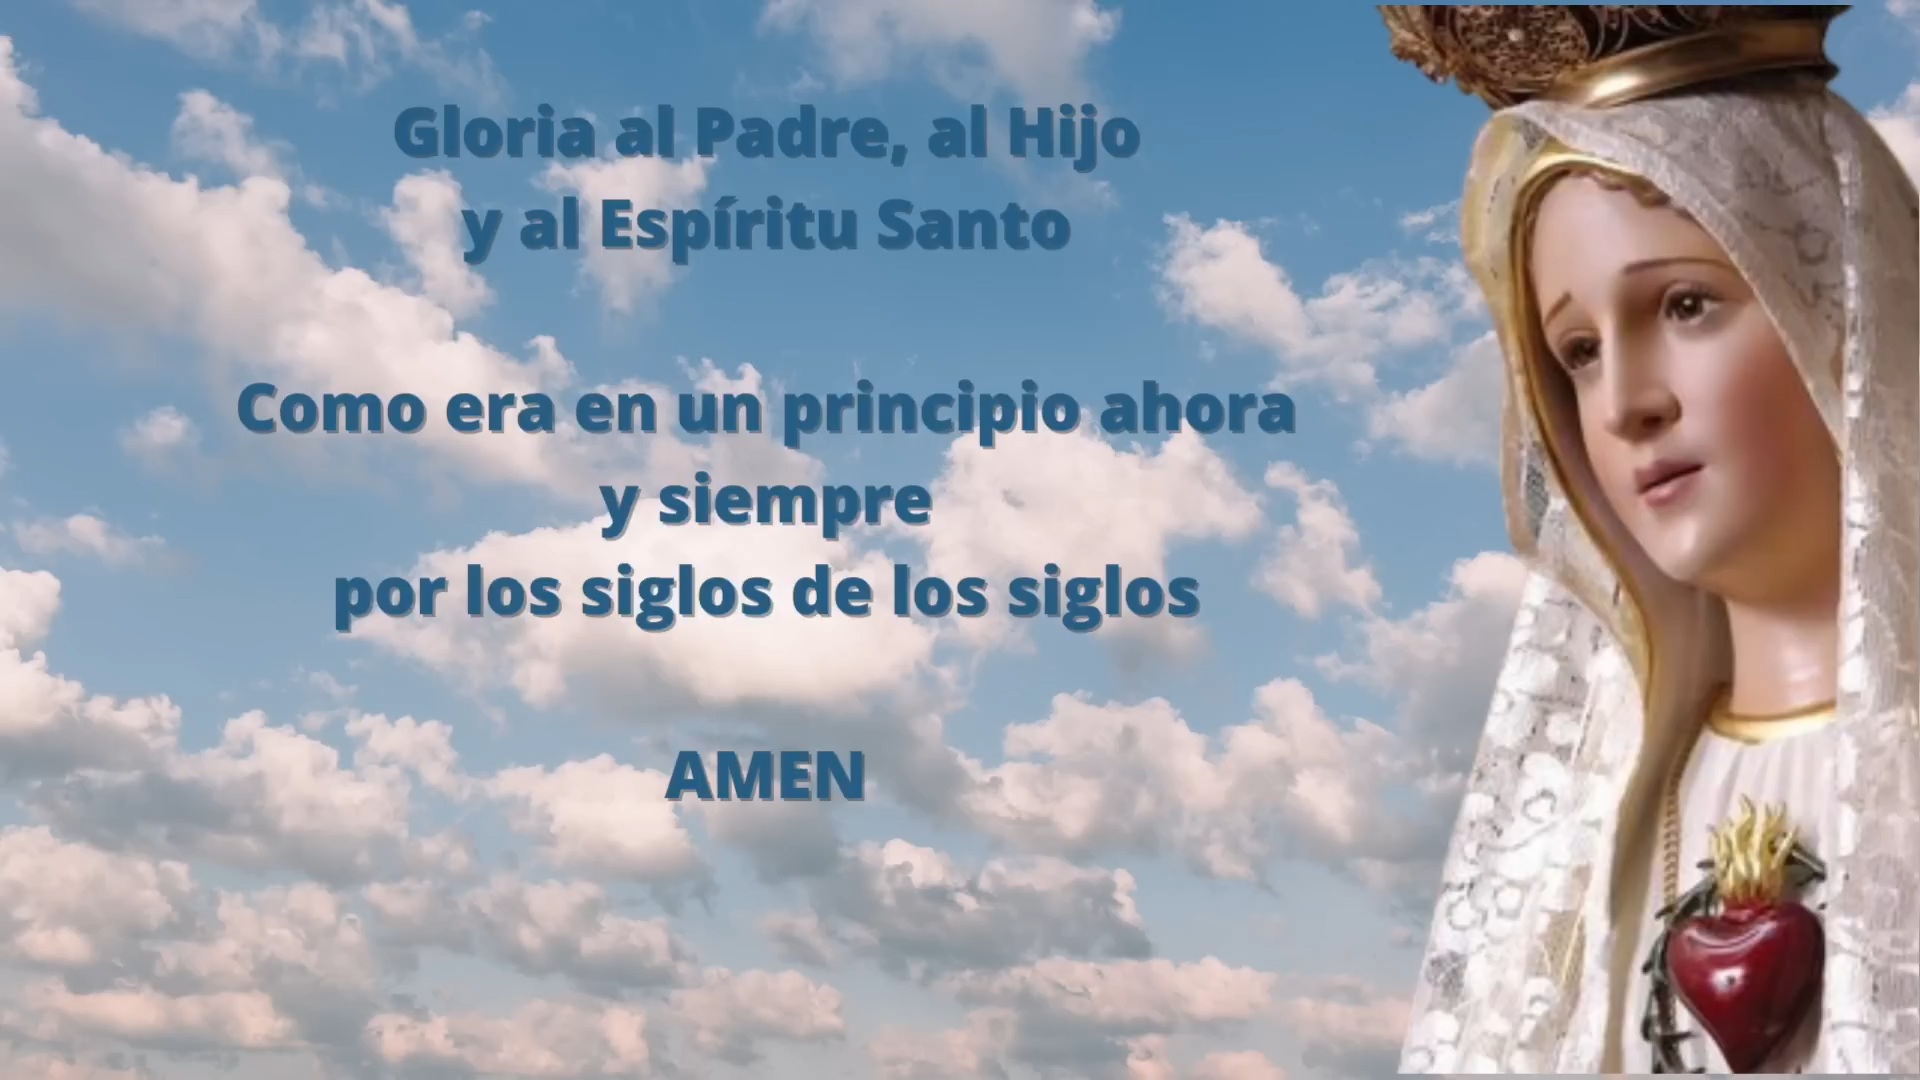 Gloria al Padre, al Hijo
y al Espíritu Santo
Como era en un principio ahora
y siempre
por los siglos de los siglos
AMEN